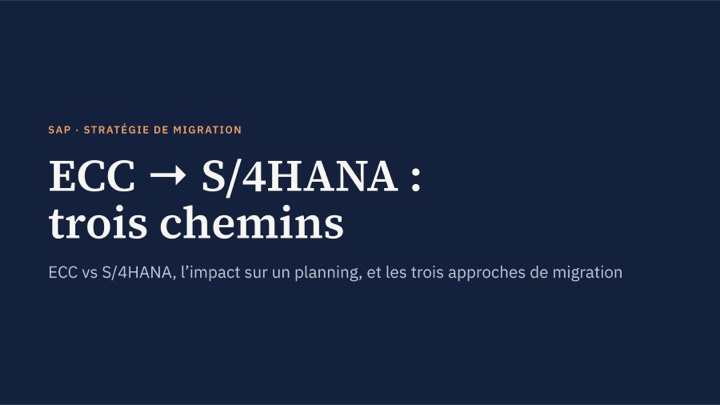 SAP · STRATÉGIE DE MIGRATION
ECC → S/4HANA :
trois chemins
ECC vs S/4HANA, l’impact sur un planning, et les trois approches de migration